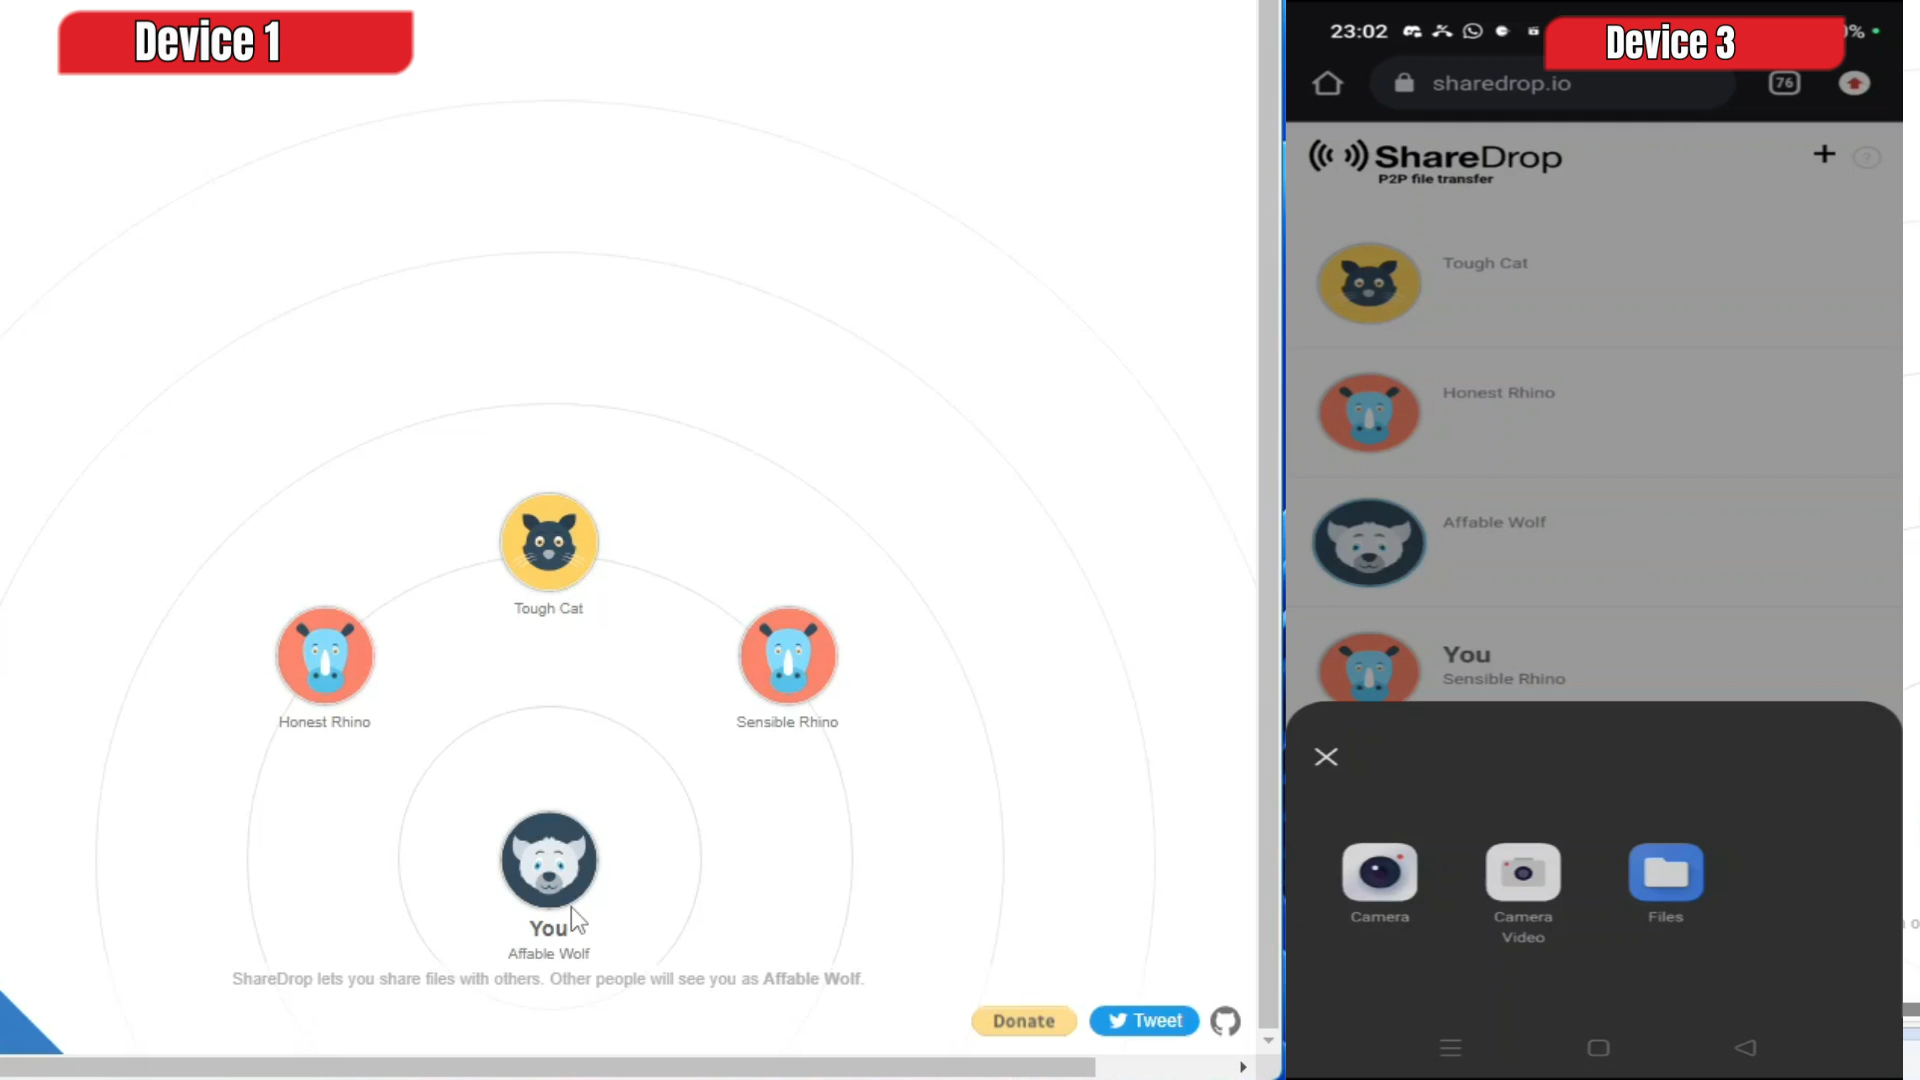 Device 1
Tough Cat
Honest Rhino
Sensible Rhino
You
Affable Wolf
ShareDrop lets you share files with others. Other people will see you as Affable Wolf.
Donate
Tweet
23:02
%
Device 3
sharedrop.io
76
ShareDrop
P2P file transfer
+
?
Tough Cat
Honest Rhino
Affable Wolf
You
Sensible Rhino
Camera
Camera
Video
Files